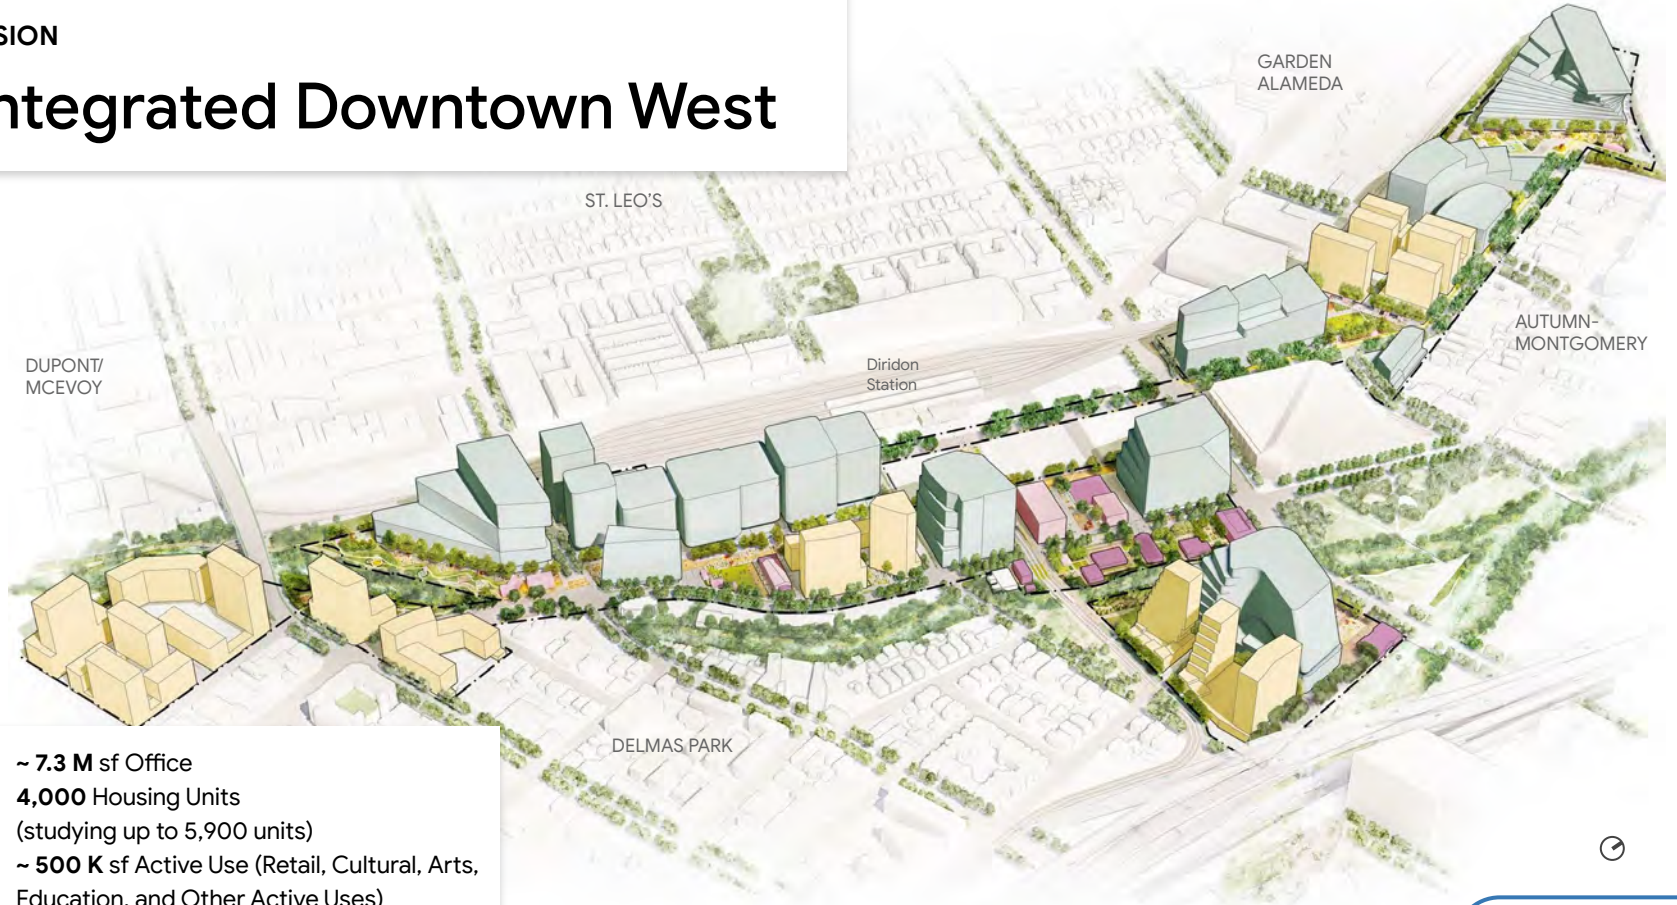 SION
ntegrated Downtown West
GARDEN
ALAMEDA
ST. LEO'S
AUTUMN-
MONTGOMERY
DUPONT/
MCEVOY
Diridon
Station
DELMAS PARK
~ 7.3 M sf Office
4,000 Housing Units
(studying up to 5,900 units)
~ 500 K sf Active Use (Retail, Cultural, Arts,
Education, and Other Active Uses)